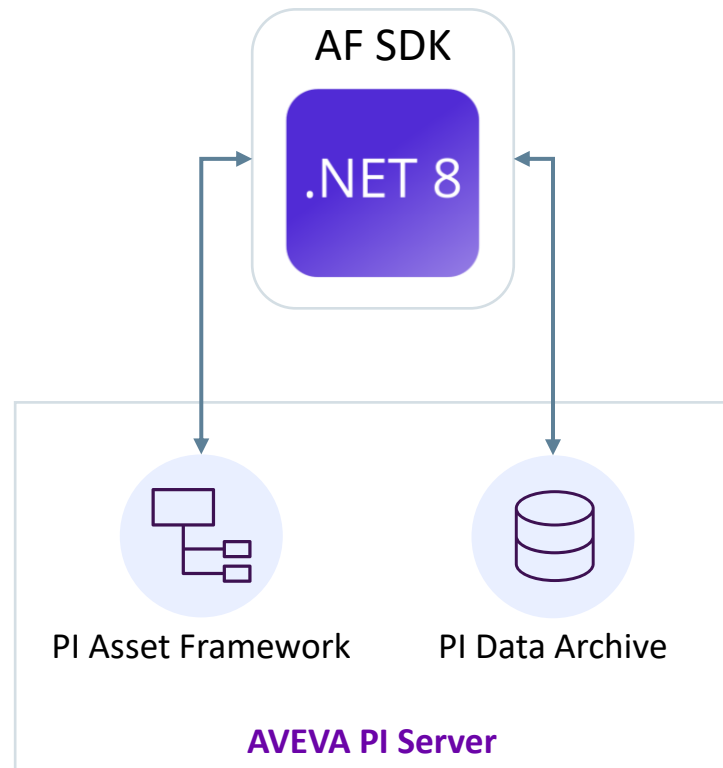 AF SDK
.NET 8
PI Asset Framework
PI Data Archive
AVEVA PI Server